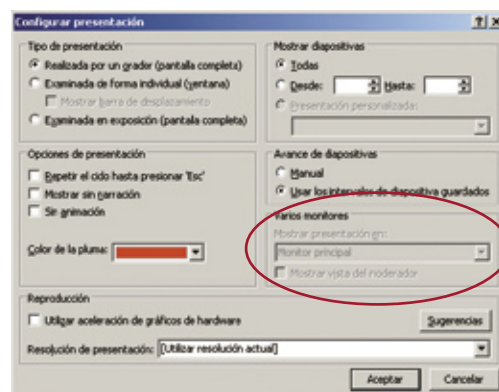 Configurar presentación
Tipo de presentación
Realizada por un orador (pantalla completa)
Examinada de forma individual (ventana)
Mostrar barra de desplazamiento
Examinada en exposición (pantalla completa)
Mostrar diapositivas
Todas
Desde: Hasta:
Presentación personalizada:
Opciones de presentación
Repetir el ciclo hasta presionar 'Esc'
Mostrar sin narración
Sin animación
Color de la pluma:
Avance de diapositivas
Manual
Usar los intervalos de diapositiva guardados
Varios monitores
Mostrar presentación en:
Monitor principal
Mostrar vista del moderador
Reproducción
Utilizar aceleración de gráficos de hardware
Sugerencias
Resolución de presentación: [Utilizar resolución actual]
Aceptar Cancelar